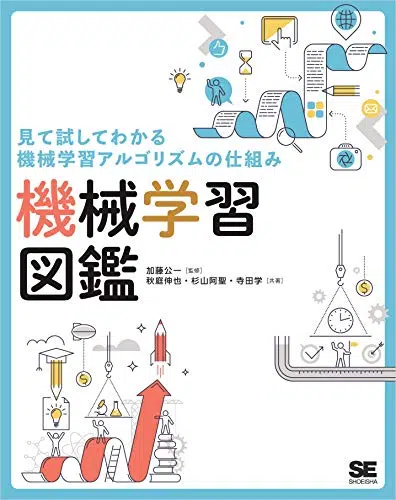 見て試してわかる
機械学習アルゴリズムの仕組み
機械学習
図鑑
加藤公一[監修]
秋庭伸也・杉山阿聖・寺田学[共著]
SE
SHOEISHA